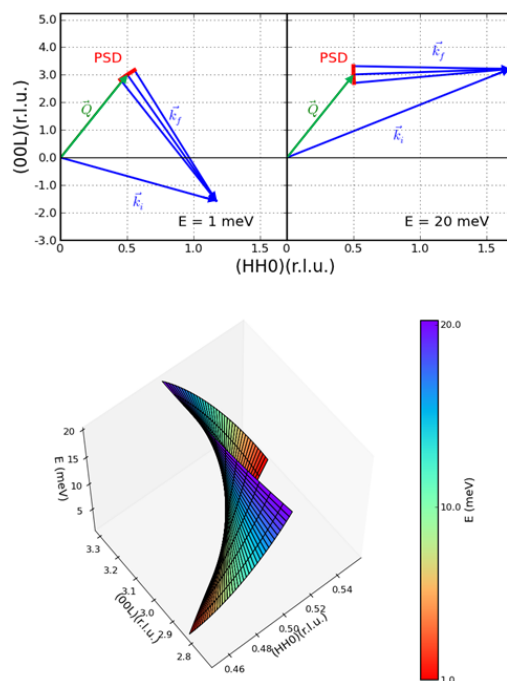 5.0
4.0
3.0
2.0
1.0
0.0
-1.0
-2.0
-3.0
(00L)(r.l.u.)
PSD
Q
k_f
k_i
E = 1 meV
0 0.5 1.0 1.5
PSD
Q
k_f
k_i
E = 20 meV
0 0.5 1.0 1.5
(HH0)(r.l.u.)
20
15
10
5
E (meV)
3.3
3.2
3.1
3.0
2.9
2.8
(00L)(r.l.u.)
0.46
0.48
0.50
0.52
0.54
(HH0)(r.l.u.)
20.0
10.0
1.0
E (meV)